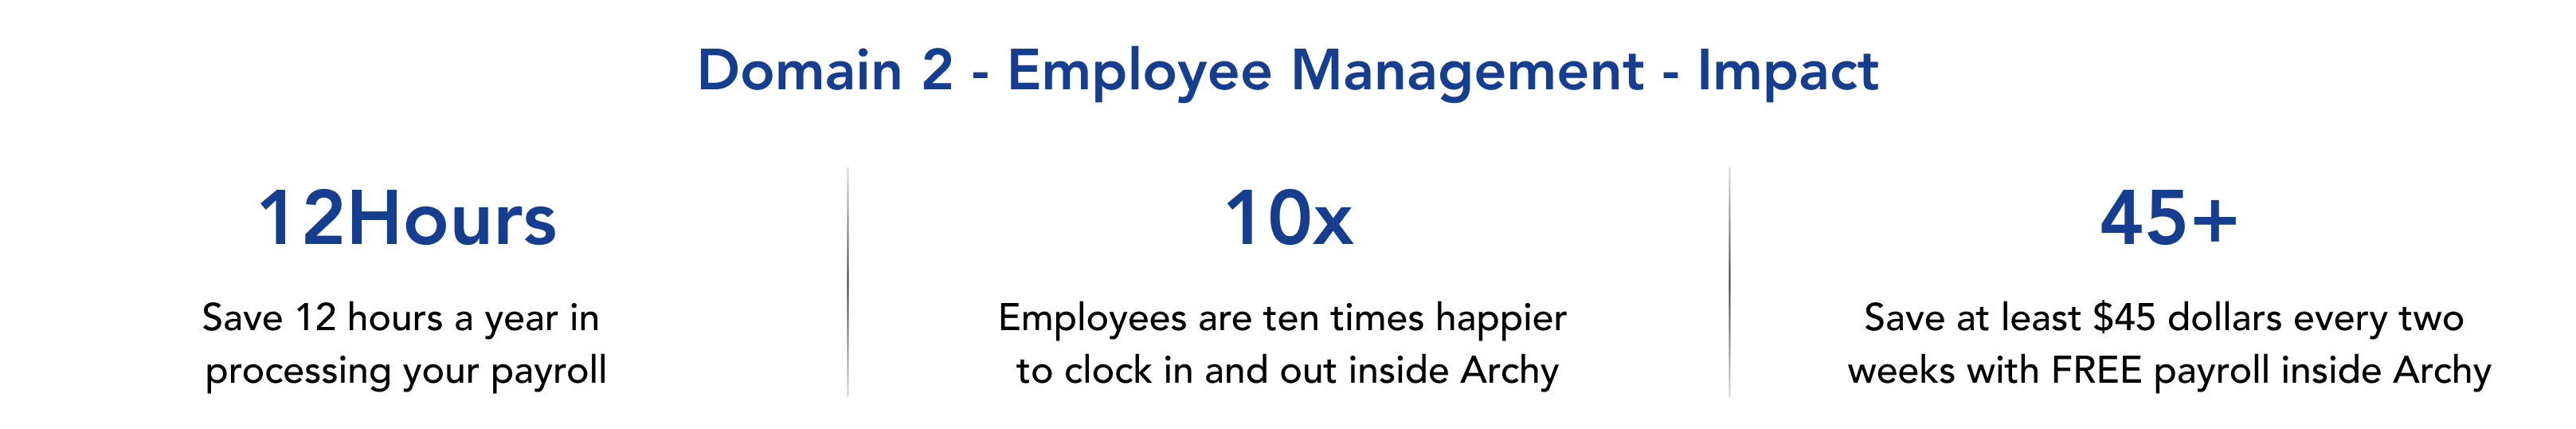 Domain 2 - Employee Management - Impact
12Hours
Save 12 hours a year in
processing your payroll
10x
Employees are ten times happier
to clock in and out inside Archy
45+
Save at least $45 dollars every two
weeks with FREE payroll inside Archy